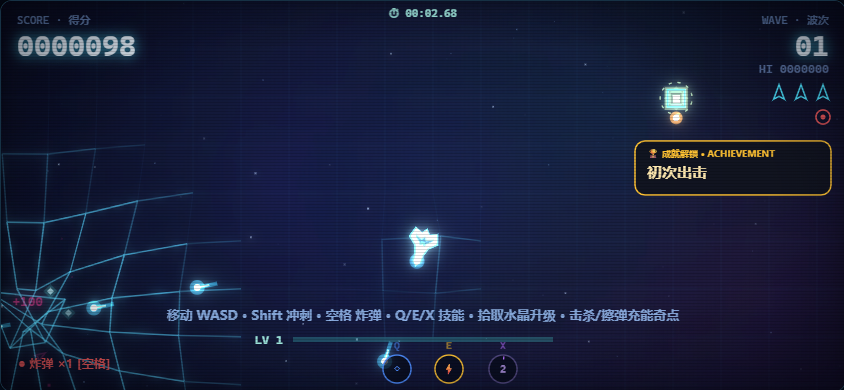 SCORE · 得分
0000098
00:02.68
WAVE · 波次
01
HI 0000000
成就解锁 • ACHIEVEMENT
初次出击
+100
移动 WASD • Shift 冲刺 • 空格 炸弹 • Q/E/X 技能 • 拾取水晶升级 • 击杀/擦弹充能奇点
LV 1
炸弹 ×1 [空格]
Q
E
X
2